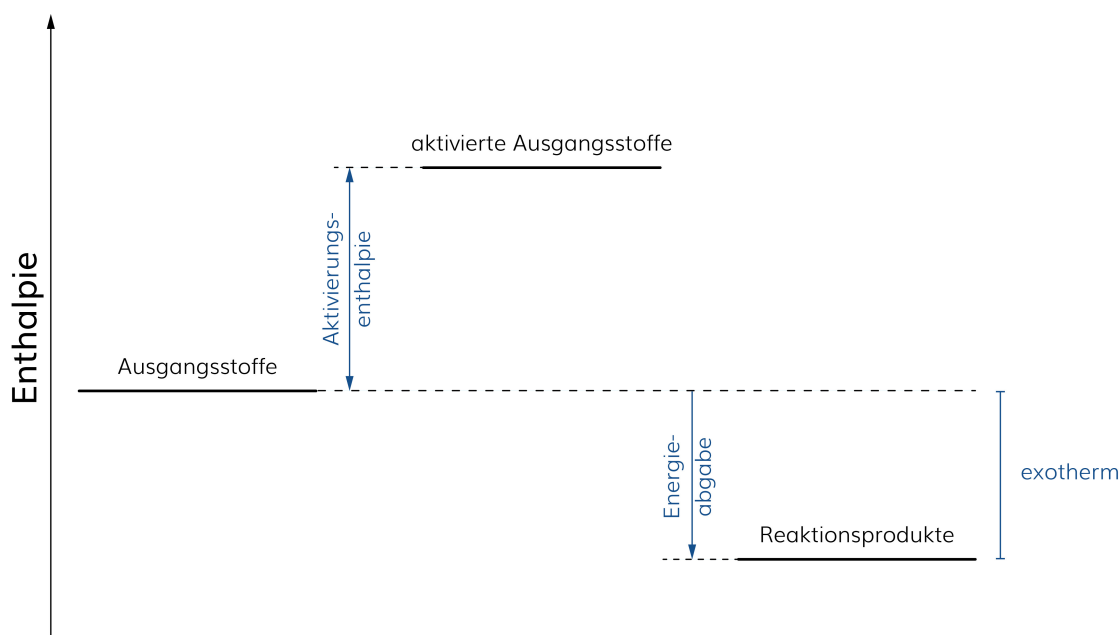 aktivierte Ausgangsstoffe
Aktivierungs-
enthalpie
Enthalpie
Ausgangsstoffe
Energie-
abgabe
exotherm
Reaktionsprodukte